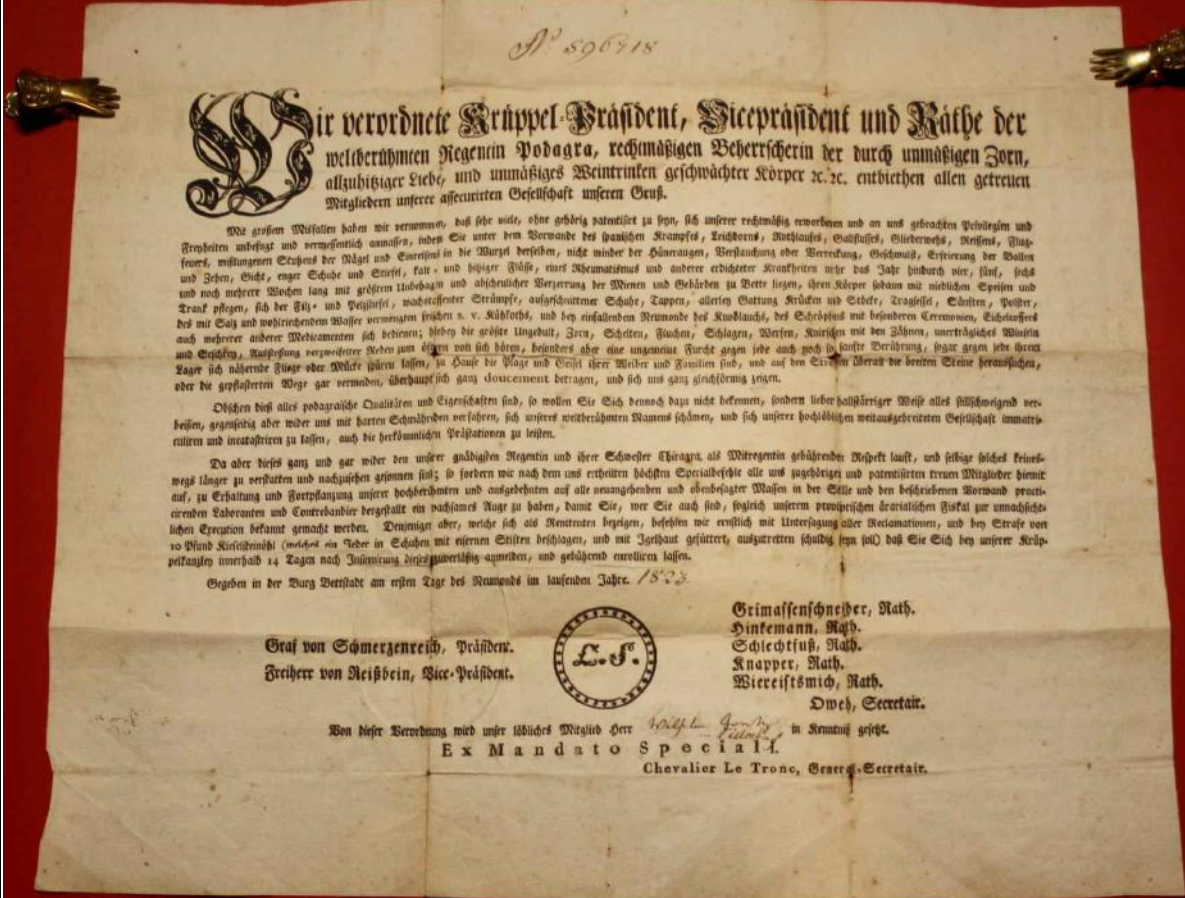 No 896718
Wir verordnete Krüppel-Präsident, Vicepräsident und Räthe der
weltberühmten Regentin Podagra, rechtmäßigen Beherrscherin der durch unmäßigen Zorn,
allzuhitziger Liebe, und unmäßiges Weintrinken geschwächter Körper ꝛc. ꝛc. entbiethen allen getreuen
Mitgliedern unserer assecurirten Gesellschaft unseren Gruß.
Mit großem Misfallen haben wir vernommen, daß sehr viele, ohne gehörig patentisirt zu seyn, sich unserer rechtmäßig erworbenen und an uns gebrachten Privilegien und
Freyheiten unbefugt und vermessentlich anmassen, indem Sie unter dem Vorwande des spanischen Krampfes, Leichdorns, Rothlaufes, Gallflusses, Gliederwehs, Reissens, Flug-
feuers, mißlungenen Stutzens der Nägel und Einreissens in die Wurzel derselben, nicht minder der Hüneraugen, Verstauchung oder Verrenkung, Geschwulst, Erfrierung der Ballen
und Zehen, Gicht, enger Schuhe und Stiefel, kalt- und hitziger Flüsse, eines Rheumatismus und anderer erdichteter Krankheiten mehr das Jahr hindurch vier, fünf, sechs
und noch mehrere Wochen lang mit größtem Unbehagen und abscheulicher Verzerrung der Mienen und Gebärden zu Bette liegen, ihren Körper sodann mit niedlichen Speisen und
Trank pflegen, sich der Filz- und Pelzstiefel, wachstaffenter Strümpfe, aufgeschnittener Schuhe, Tappen, allerley Gattung Krücken und Stöcke, Tragsessel, Sänften, Polster,
des mit Salz und wohlriechendem Wasser vermengten frischen s. v. Kühkoths, und bey einfallendem Neumonde des Knoblauchs, des Schröpfens mit besonderen Ceremonien, Eichelcoffees
auch mehrerer anderer Medicamenten sich bedienen; hiebey die größte Ungedult, Zorn, Schelten, Fluchen, Schlagen, Werfen, Knirschen mit den Zähnen, unerträgliches Winseln
und Geschrey, Ausstoßung verzweifelter Reden zum öftern von sich hören, besonders aber eine ungemeine Furcht gegen jede auch noch so sanfte Berührung, sogar gegen jede ihrem
Lager sich nähernde Fliege oder Mücke spüren lassen, zu Hause die Plage und Geisel ihrer Weiber und Familien sind, und auf den Strassen überall die breiten Steine heraussuchen,
oder die gepflasterten Wege gar vermeiden, überhaupt sich ganz doucement betragen, und sich uns ganz gleichförmig zeigen.
Obschon dieß alles podagraische Qualitäten und Eigenschaften sind, so wollen Sie Sich dennoch dazu nicht bekennen, sondern lieber hallstärriger Weise alles stillschweigend ver-
beissen, gegenseitig aber wider uns mit harten Schmähreden verfahren, sich unseres weltberühmten Namens schämen, und sich unserer hochlöblichen weitausgebreiteten Gesellschaft immatri-
culiren und incatastriren zu lassen, auch die herkömmlichen Prästationen zu leisten.
Da aber dieses ganz und gar wider den unserer gnädigsten Regentin und ihrer Schwester Chiragra als Mitregentin gebührenden Respekt lauft, und selbige solches keines-
wegs länger zu verstatten und nachzusehen gesonnen sind; so fordern wir nach dem uns ertheilten höchsten Specialbefehle alle uns zugehörigen und patentisirten treuen Mitglieder hiemit
auf, zu Erhaltung und Fortpflanzung unserer hochberühmten und ausgedehnten auf alle neuangehenden und obenbesagter Massen in der Stille und den beschriebenen Vorwand practi-
cirenden Laboranten und Contrebandier dergestallt ein wachsames Auge zu haben, damit Sie, wer Sie auch sind, sogleich unserem provisorischen ärarialischen Fiskal zur unnachsicht-
lichen Execution bekannt gemacht werden. Denjenigen aber, welche sich als Renitenten bezeigen, befehlen wir ernstlich mit Untersagung aller Reclamationen, und bey Strafe von
10 Pfund Kieselsteinöhl (welches ein Jeder in Schuhen mit eisernen Stiften beschlagen, und mit Igelhaut gefüttert, auszutretten schuldig seyn soll) daß Sie Sich bey unserer Krüp-
pelkanzley innerhalb 14 Tagen nach Insinuirung dieses zuverläßig anmelden, und gebührend enrolliren lassen.
Gegeben in der Burg Bettstadt am ersten Tage des Neumonds im laufenden Jahre. 1823
Graf von Schmerzenreich, Präsident.
Freiherr von Reißbein, Vice-Präsident.
L. S.
Grimassenschneider, Rath.
Hinkemann, Rath.
Schlechtfuß, Rath.
Knapper, Rath.
Wiereistsmich, Rath.
Oweh, Secretair.
Von dieser Verordnung wird unser löbliches Mitglied Herr in Kenntniß gesetzt.
Ex Mandato Speciali.
Chevalier Le Tronc, General-Secretair.